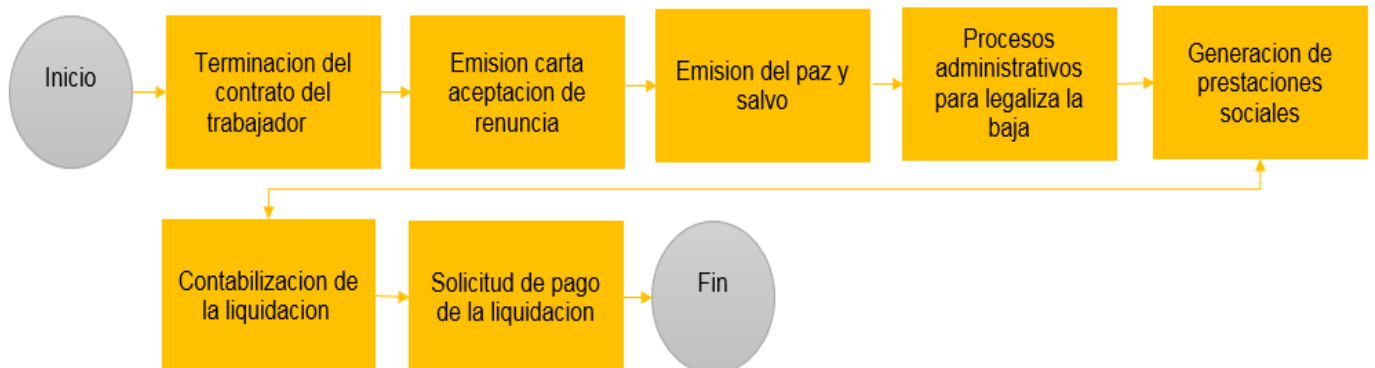 Inicio
Terminacion del
contrato del
trabajador
Emision carta
aceptacion de
renuncia
Emision del paz y
salvo
Procesos
administrativos
para legaliza la
baja
Generacion de
prestaciones
sociales
Contabilizacion de
la liquidacion
Solicitud de pago
de la liquidacion
Fin